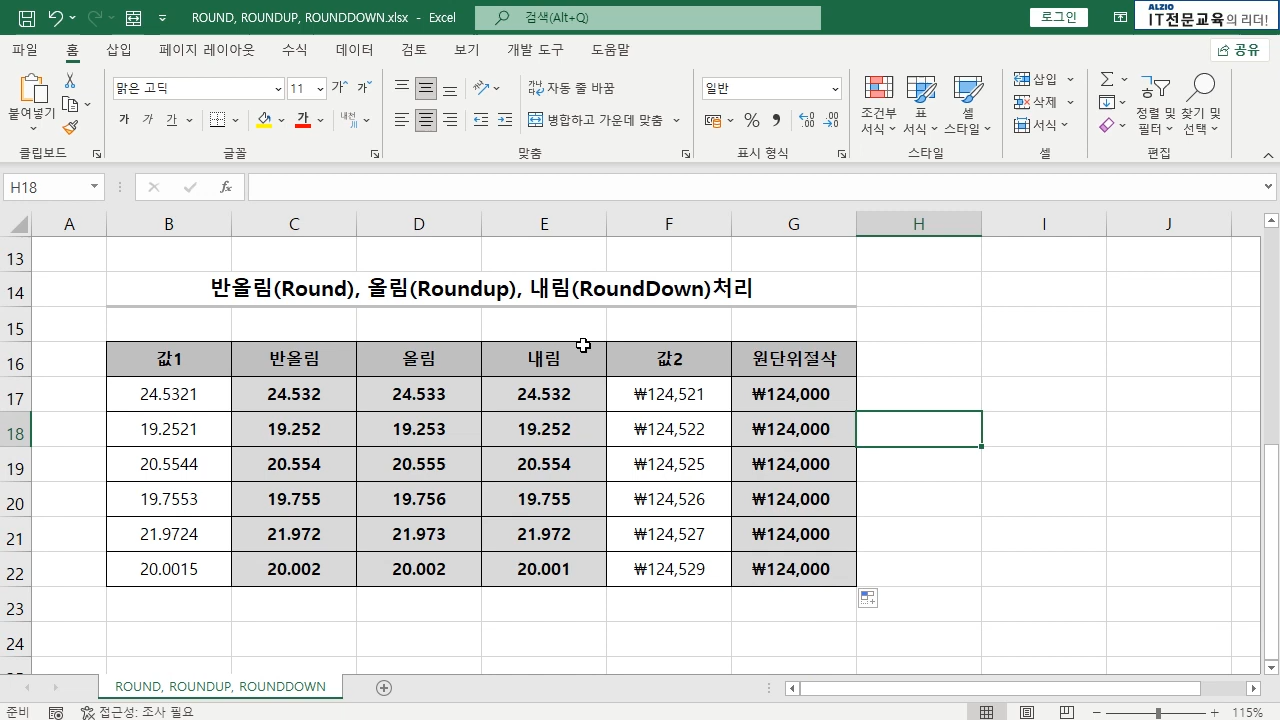 ROUND, ROUNDUP, ROUNDDOWN.xlsx - Excel
검색(Alt+Q)
로그인
ALZIO
IT전문교육의 리더!
파일 홈 삽입 페이지 레이아웃 수식 데이터 검토 보기 개발 도구 도움말 공유
붙여넣기
맑은 고딕 11 가^ 가ˇ
가 가 가 가 내천
자동 줄 바꿈
병합하고 가운데 맞춤
일반
% ,
조건부 서식
표 서식
셀 스타일
삽입
삭제
서식
정렬 및 필터
찾기 및 선택
클립보드 글꼴 맞춤 표시 형식 스타일 셀 편집
H18 fx
A B C D E F G H I J
13
14 반올림(Round), 올림(Roundup), 내림(RoundDown)처리
15
16 값1 반올림 올림 내림 값2 원단위절삭
17 24.5321 24.532 24.533 24.532 ₩124,521 ₩124,000
18 19.2521 19.252 19.253 19.252 ₩124,522 ₩124,000
19 20.5544 20.554 20.555 20.554 ₩124,525 ₩124,000
20 19.7553 19.755 19.756 19.755 ₩124,526 ₩124,000
21 21.9724 21.972 21.973 21.972 ₩124,527 ₩124,000
22 20.0015 20.002 20.002 20.001 ₩124,529 ₩124,000
23
24
ROUND, ROUNDUP, ROUNDDOWN
준비 접근성: 조사 필요 115%